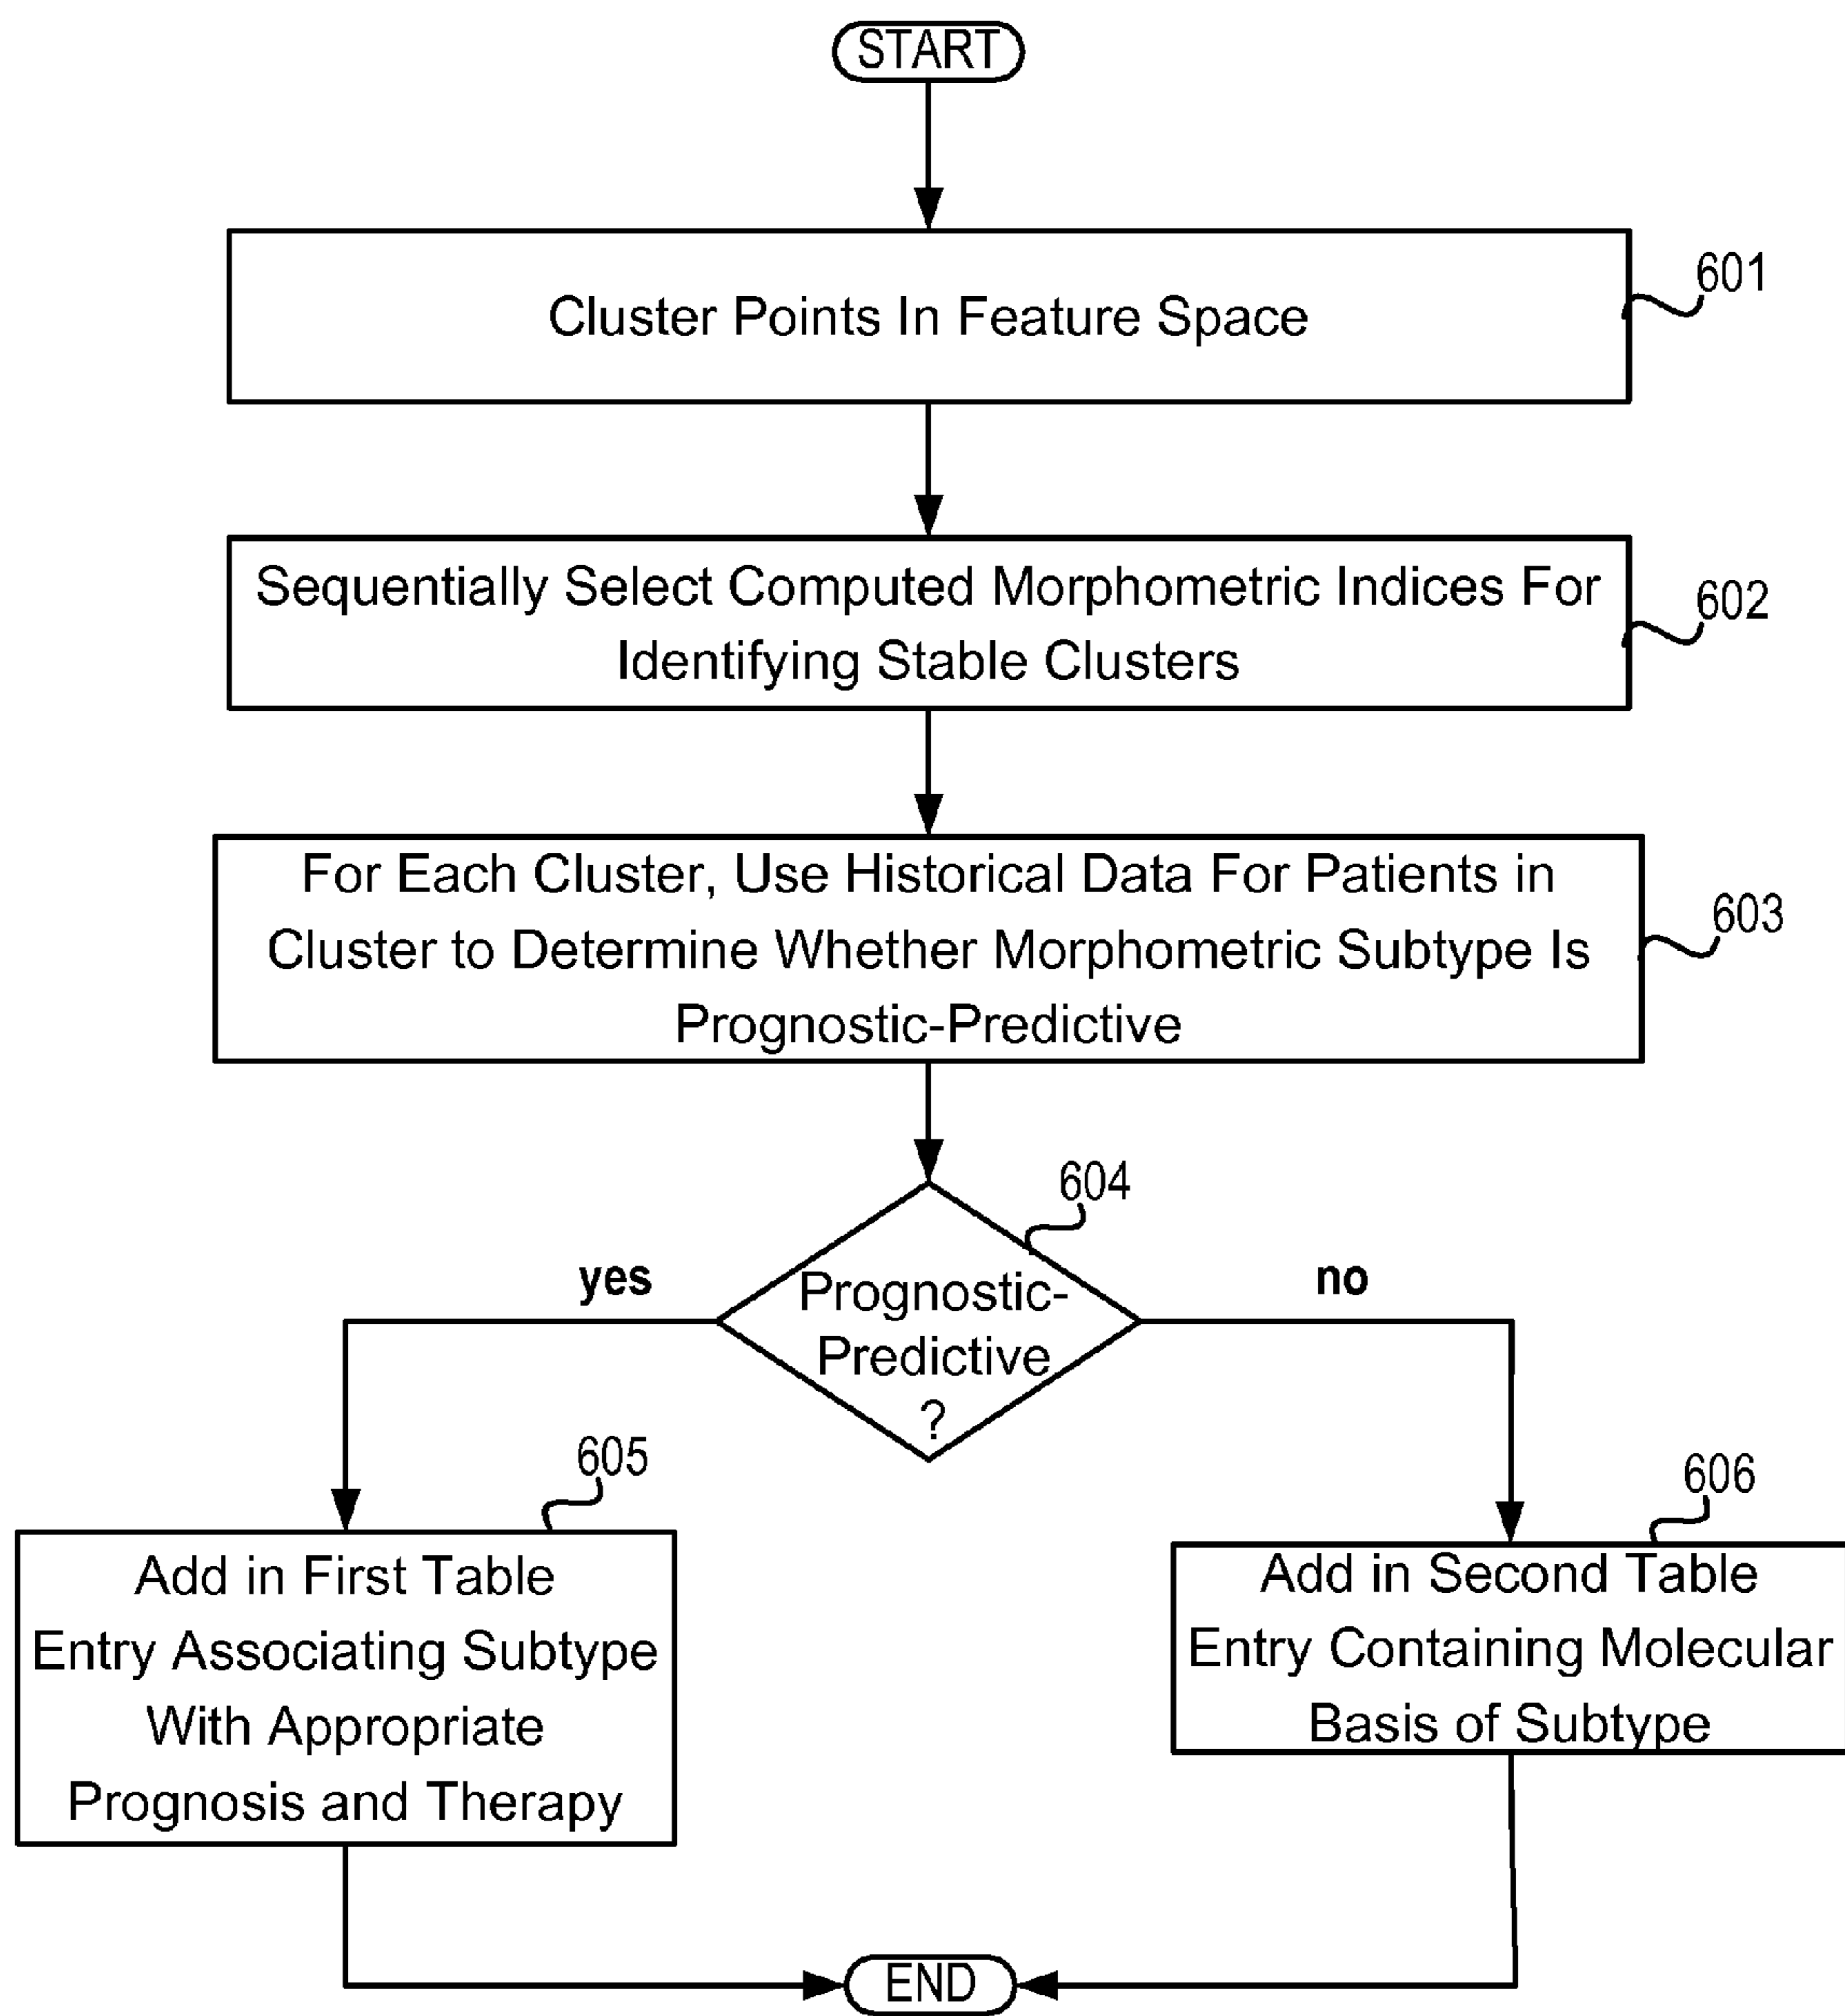 START
Cluster Points In Feature Space
601
Sequentially Select Computed Morphometric Indices For
Identifying Stable Clusters
602
For Each Cluster, Use Historical Data For Patients in
Cluster to Determine Whether Morphometric Subtype Is
Prognostic-Predictive
603
604
Prognostic-
Predictive
?
yes
no
605
Add in First Table
Entry Associating Subtype
With Appropriate
Prognosis and Therapy
606
Add in Second Table
Entry Containing Molecular
Basis of Subtype
END